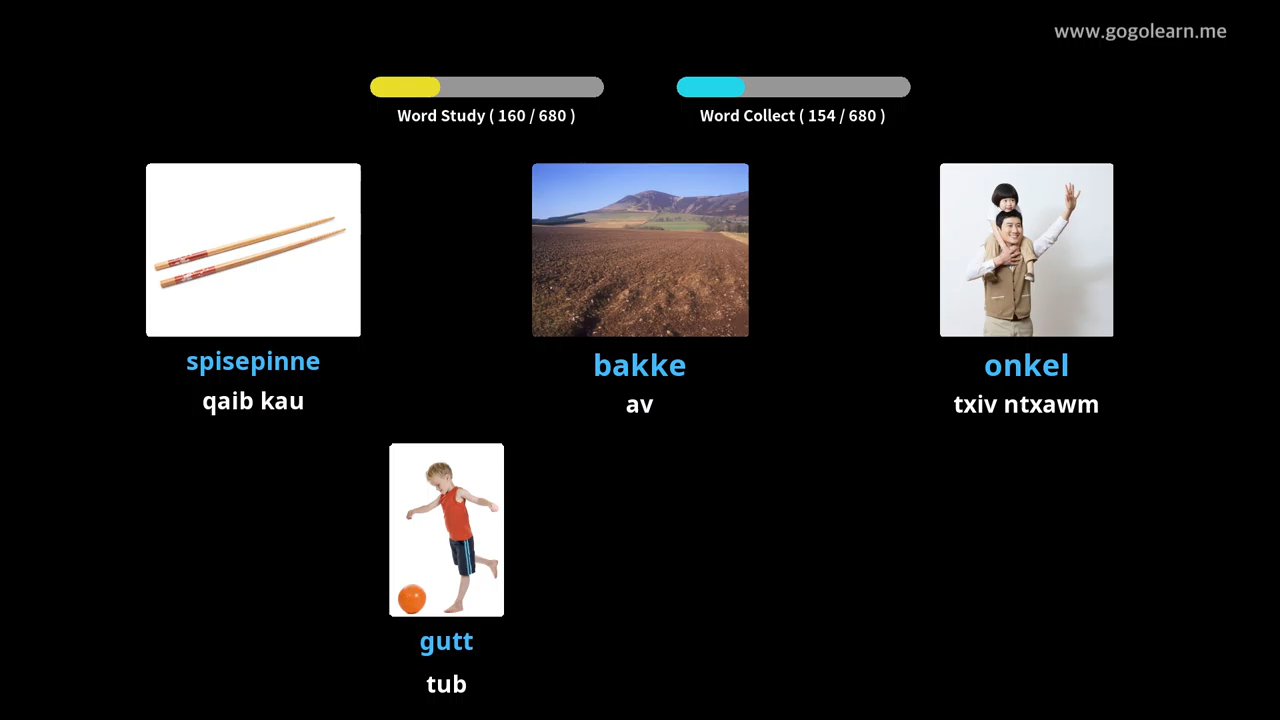 www.gogolearn.me
Word Study ( 160 / 680 )
Word Collect ( 154 / 680 )
spisepinne
qaib kau
bakke
av
onkel
txiv ntxawm
gutt
tub